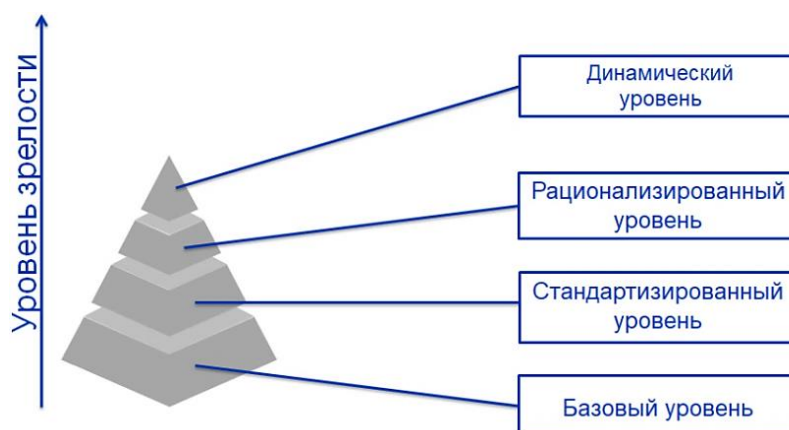 Уровень зрелости
Динамический
уровень
Рационализированный
уровень
Стандартизированный
уровень
Базовый уровень